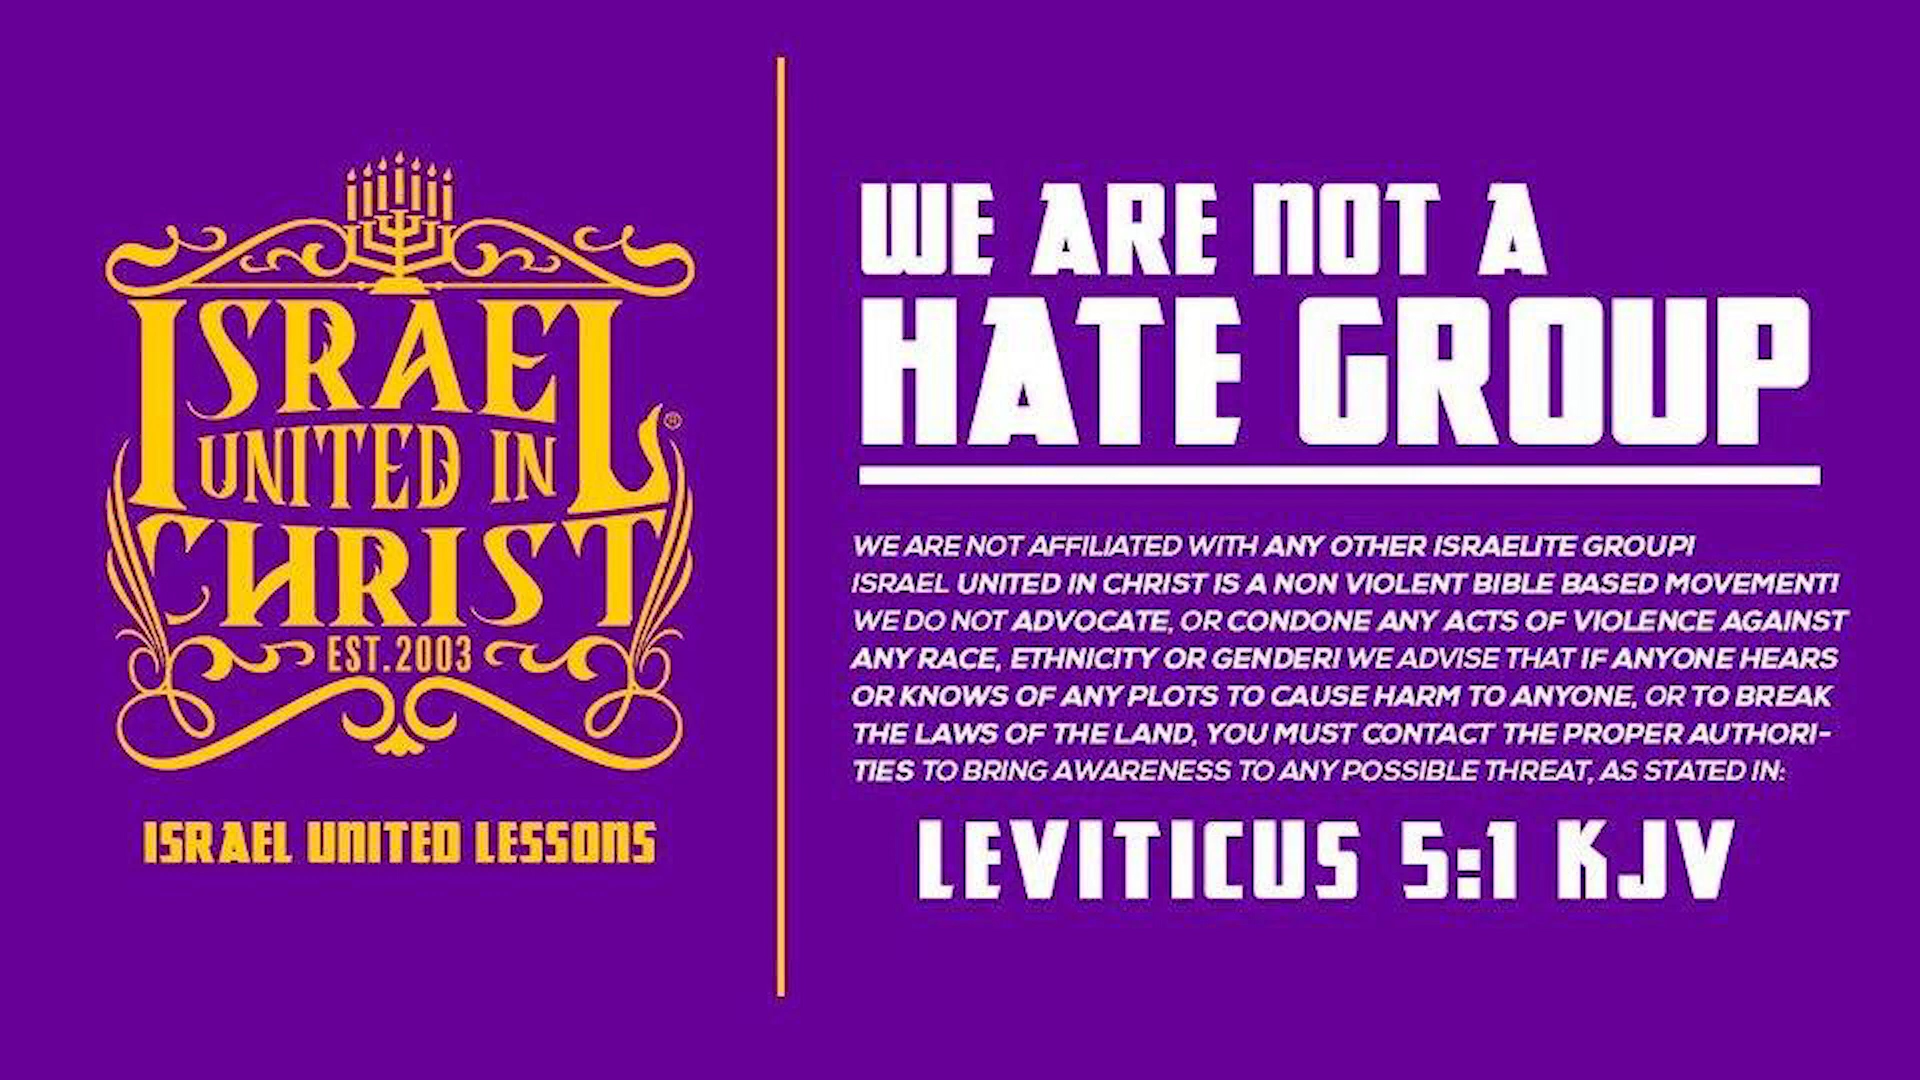 ISRAEL
UNITED IN
CHRIST
®
EST.2003
ISRAEL UNITED LESSONS
WE ARE NOT A
HATE GROUP
WE ARE NOT AFFILIATED WITH ANY OTHER ISRAELITE GROUP!
ISRAEL UNITED IN CHRIST IS A NON VIOLENT BIBLE BASED MOVEMENT!
WE DO NOT ADVOCATE, OR CONDONE ANY ACTS OF VIOLENCE AGAINST
ANY RACE, ETHNICITY OR GENDER! WE ADVISE THAT IF ANYONE HEARS
OR KNOWS OF ANY PLOTS TO CAUSE HARM TO ANYONE, OR TO BREAK
THE LAWS OF THE LAND, YOU MUST CONTACT THE PROPER AUTHORI-
TIES TO BRING AWARENESS TO ANY POSSIBLE THREAT, AS STATED IN:
LEVITICUS 5:1 KJV